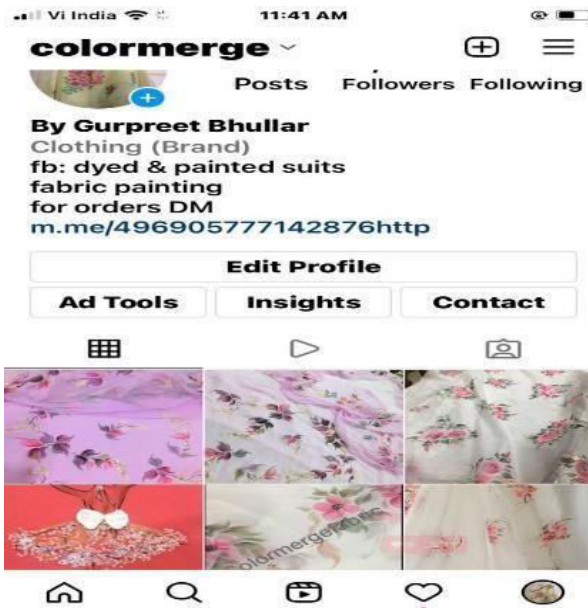 Vi India 11:41 AM
colormerge
Posts Followers Following
By Gurpreet Bhullar
Clothing (Brand)
fb: dyed & painted suits
fabric painting
for orders DM
m.me/496905777142876http
Edit Profile
Ad Tools Insights Contact
colormergefabric